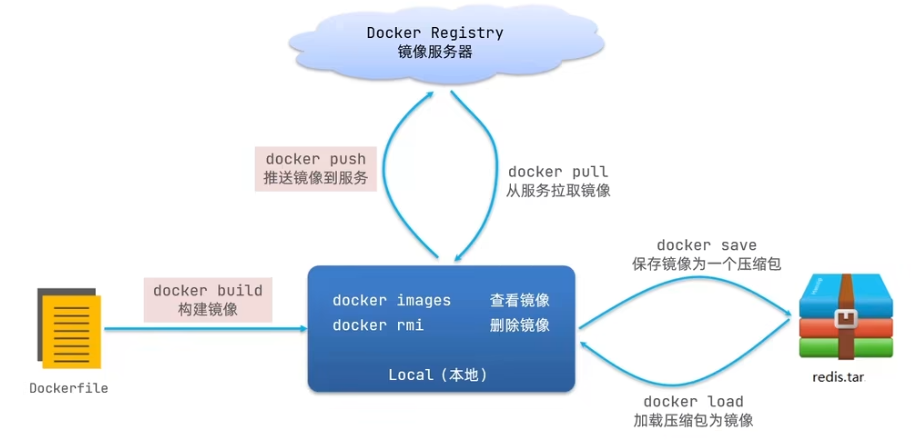 Docker Registry
镜像服务器
docker push
推送镜像到服务
docker pull
从服务拉取镜像
docker save
保存镜像为一个压缩包
docker build
构建镜像
docker images 查看镜像
docker rmi 删除镜像
Local（本地）
Dockerfile
redis.tar
docker load
加载压缩包为镜像